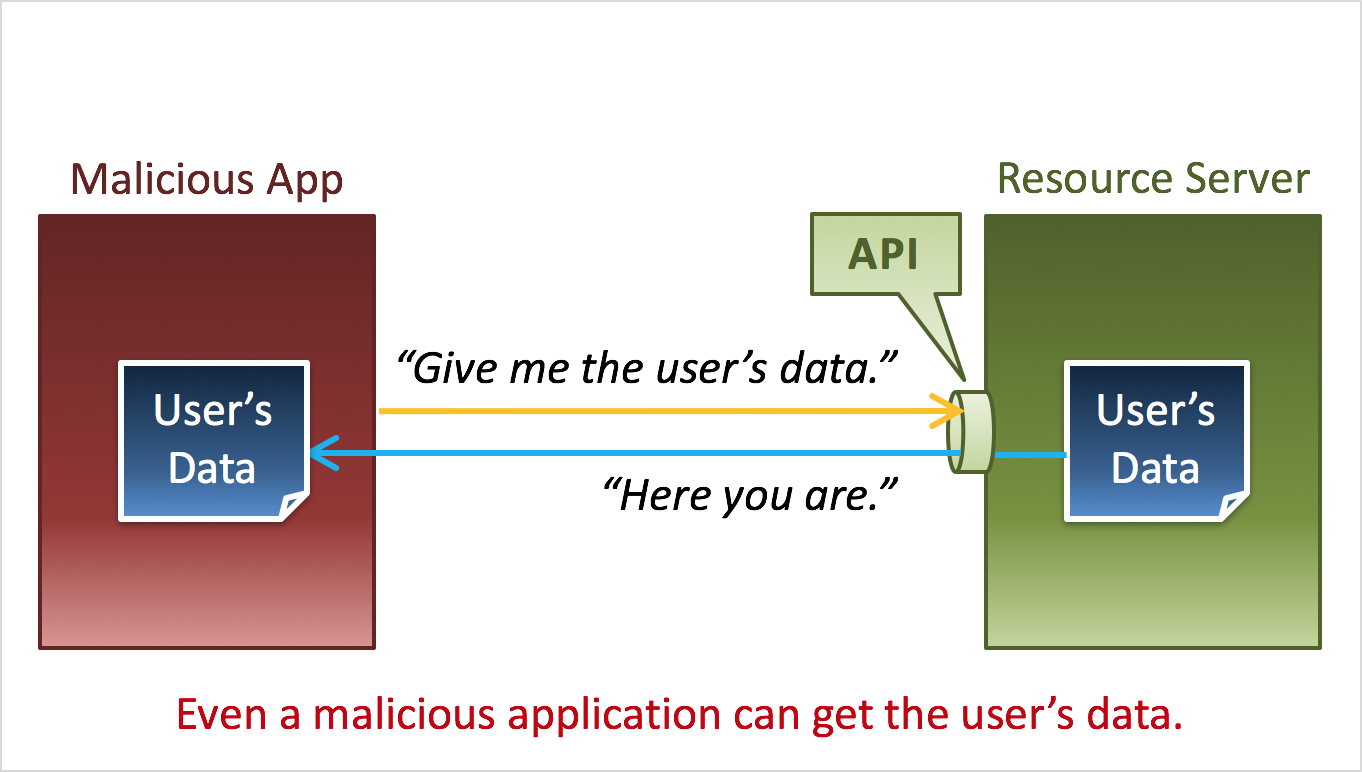 Malicious App
Resource Server
API
“Give me the user’s data.”
User’s
Data
User’s
Data
“Here you are.”
Even a malicious application can get the user’s data.